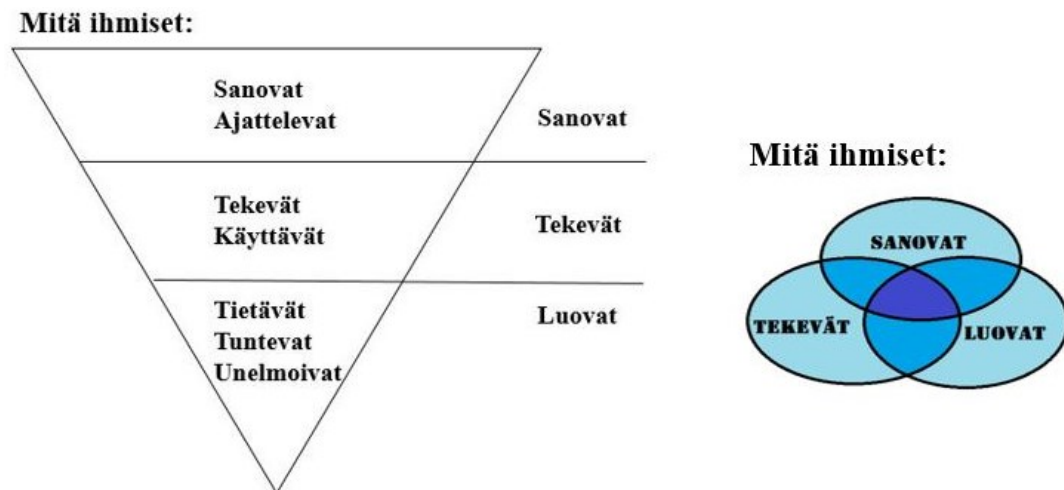 Mitä ihmiset:
Sanovat
Ajattelevat
Sanovat
Tekevät
Käyttävät
Tekevät
Tietävät
Tuntevat
Unelmoivat
Luovat
Mitä ihmiset:
SANOVAT
TEKEVÄT
LUOVAT